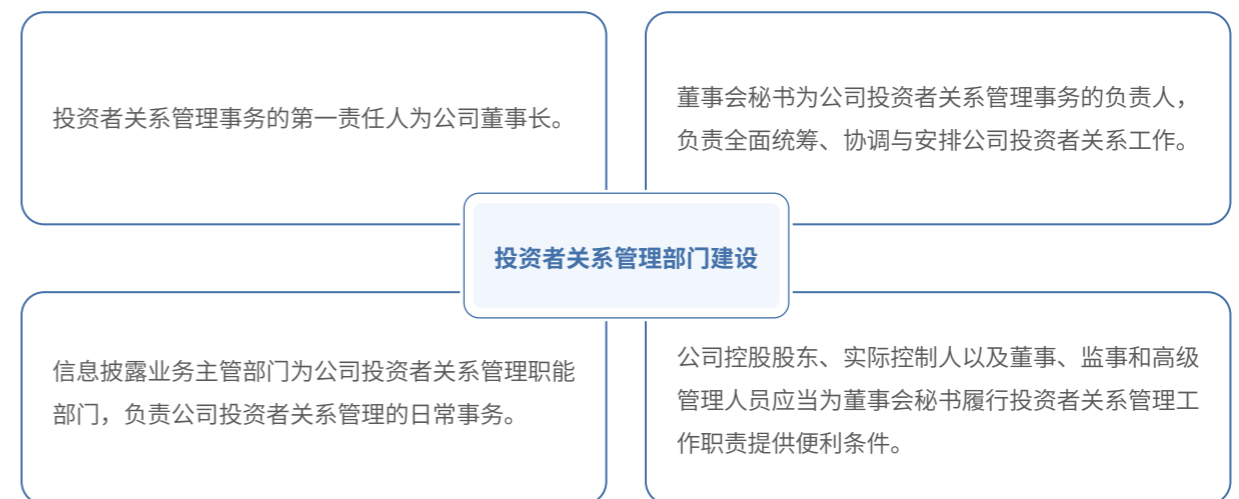 投资者关系管理事务的第一责任人为公司董事长。
董事会秘书为公司投资者关系管理事务的负责人，
负责全面统筹、协调与安排公司投资者关系工作。
投资者关系管理部门建设
信息披露业务主管部门为公司投资者关系管理职能
部门，负责公司投资者关系管理的日常事务。
公司控股股东、实际控制人以及董事、监事和高级
管理人员应当为董事会秘书履行投资者关系管理工
作职责提供便利条件。